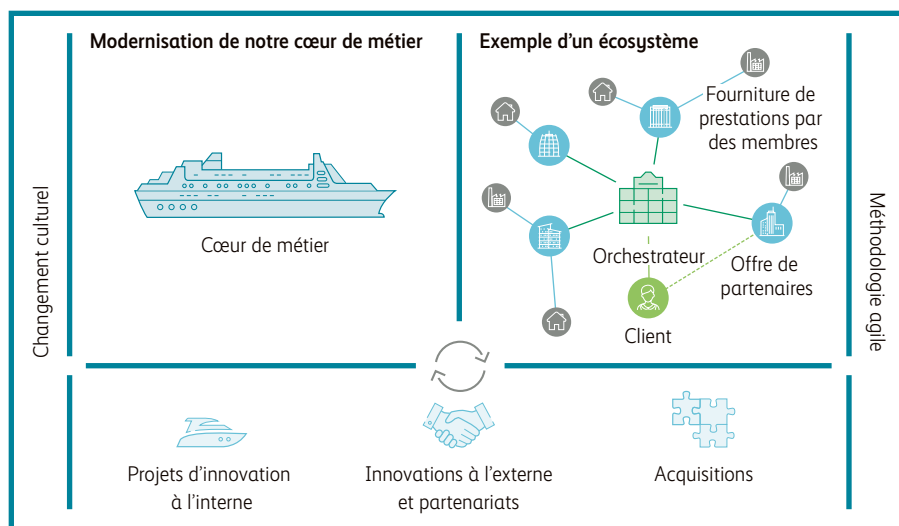 Modernisation de notre cœur de métier
Cœur de métier
Exemple d'un écosystème
Fourniture de
prestations par
des membres
Orchestrateur
Offre de
partenaires
Client
Changement culturel
Méthodologie agile
Projets d'innovation
à l'interne
Innovations à l'externe
et partenariats
Acquisitions